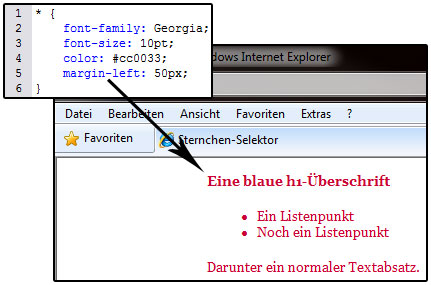 1 * {
2 font-family: Georgia;
3 font-size: 10pt;
4 color: #cc0033;
5 margin-left: 50px;
6 }
Internet Explorer
Datei Bearbeiten Ansicht Favoriten Extras ?
Favoriten Sternchen-Selektor
Eine blaue h1-Überschrift
• Ein Listenpunkt
• Noch ein Listenpunkt
Darunter ein normaler Textabsatz.